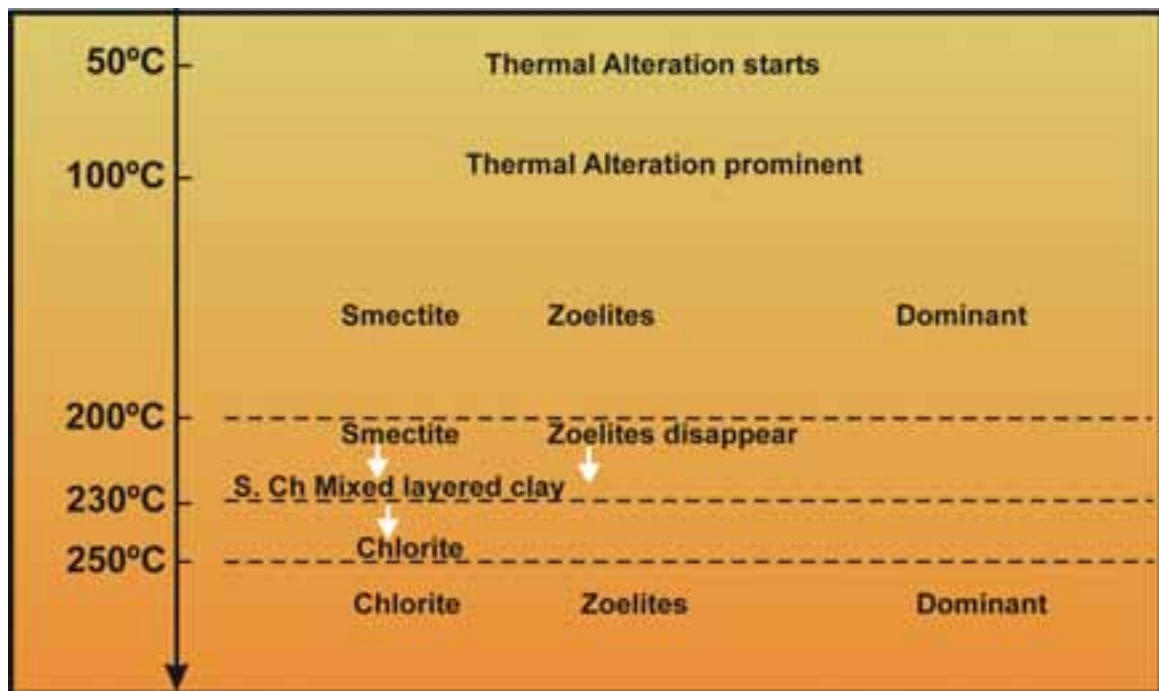 50ºC Thermal Alteration starts
100ºC Thermal Alteration prominent
Smectite Zoelites Dominant
200ºC
Smectite Zoelites disappear
S. Ch Mixed layered clay
230ºC
Chlorite
250ºC
Chlorite Zoelites Dominant